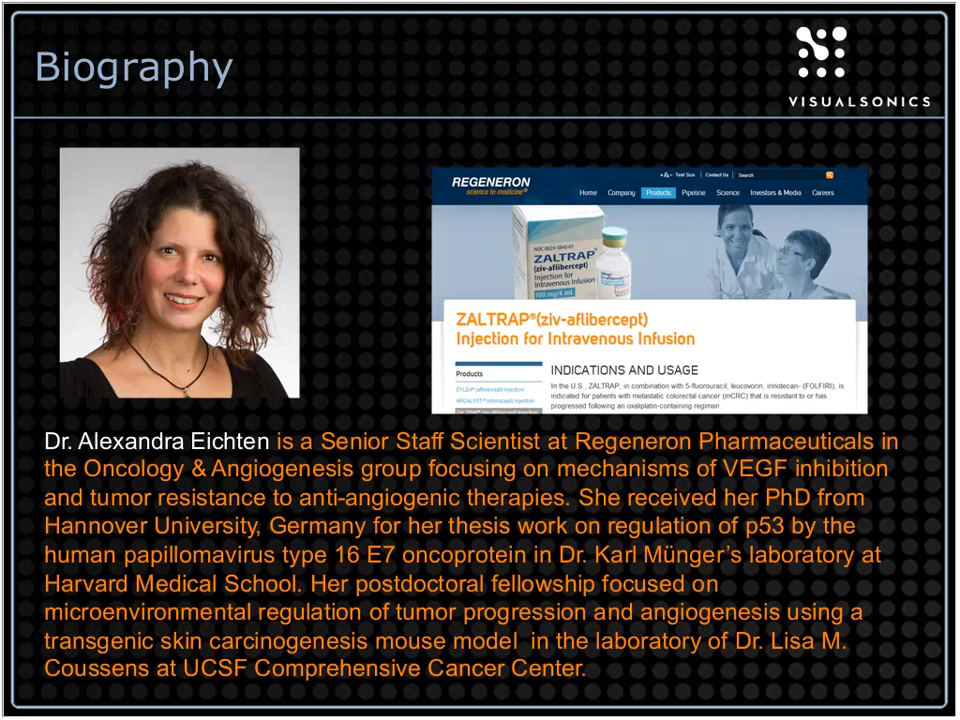 Biography
VISUALSONICS
REGENERON
science to medicine®
Text Size
Contact Us
Search
Home Company Products Pipeline Science Investors & Media Careers
NDC 0024-5840-01
ZALTRAP
(ziv-aflibercept)
Injection for
Intravenous Infusion
100 mg/4 mL
ZALTRAP®(ziv-aflibercept)
Injection for Intravenous Infusion
Products
INDICATIONS AND USAGE
EYLEA® (aflibercept) Injection
In the U.S., ZALTRAP, in combination with 5-fluorouracil, leucovorin, irinotecan- (FOLFIRI), is
ARCALYST® (rilonacept) Injection
indicated for patients with metastatic colorectal cancer (mCRC) that is resistant to or has
progressed following an oxaliplatin-containing regimen.
Dr. Alexandra Eichten is a Senior Staff Scientist at Regeneron Pharmaceuticals in
the Oncology & Angiogenesis group focusing on mechanisms of VEGF inhibition
and tumor resistance to anti-angiogenic therapies. She received her PhD from
Hannover University, Germany for her thesis work on regulation of p53 by the
human papillomavirus type 16 E7 oncoprotein in Dr. Karl Münger’s laboratory at
Harvard Medical School. Her postdoctoral fellowship focused on
microenvironmental regulation of tumor progression and angiogenesis using a
transgenic skin carcinogenesis mouse model in the laboratory of Dr. Lisa M.
Coussens at UCSF Comprehensive Cancer Center.